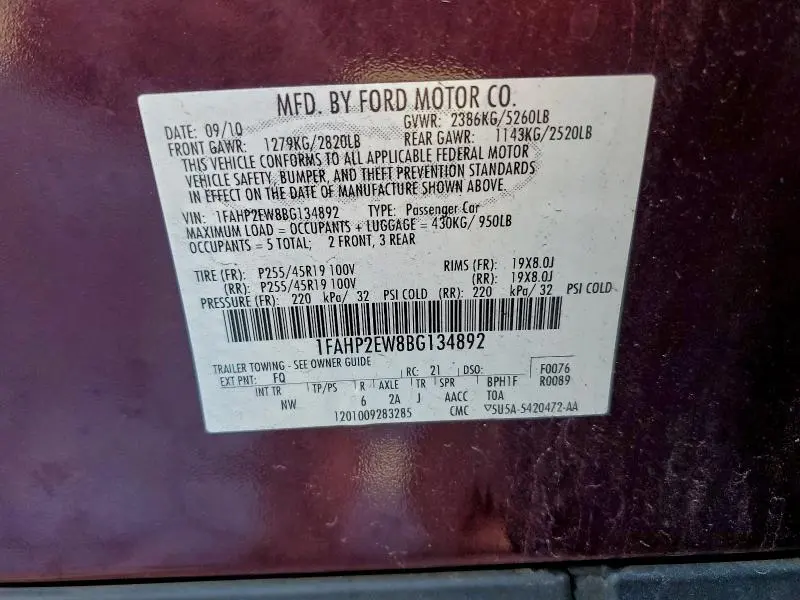 MFD. BY FORD MOTOR CO.
DATE: 09/10 GVWR: 2386KG/5260LB
FRONT GAWR: 1279KG/2820LB REAR GAWR: 1143KG/2520LB
THIS VEHICLE CONFORMS TO ALL APPLICABLE FEDERAL MOTOR
VEHICLE SAFETY, BUMPER, AND THEFT PREVENTION STANDARDS
IN EFFECT ON THE DATE OF MANUFACTURE SHOWN ABOVE.
VIN: 1FAHP2EW8BG134892 TYPE: Passenger Car
MAXIMUM LOAD = OCCUPANTS + LUGGAGE = 430KG/ 950LB
OCCUPANTS = 5 TOTAL; 2 FRONT, 3 REAR
TIRE (FR): P255/45R19 100V RIMS (FR): 19X8.0J
(RR): P255/45R19 100V (RR): 19X8.0J
PRESSURE (FR): 220 kPa/ 32 PSI COLD (RR): 220 kPa/ 32 PSI COLD
1FAHP2EW8BG134892
TRAILER TOWING - SEE OWNER GUIDE
EXT PNT: FQ RC: 21 DSO: F0076
R0089
INT TR TP/PS R AXLE TR SPR BPH1F
NW 6 2A J AACC TOA
1201009283285 CMC ▽5U5A-5420472-AA